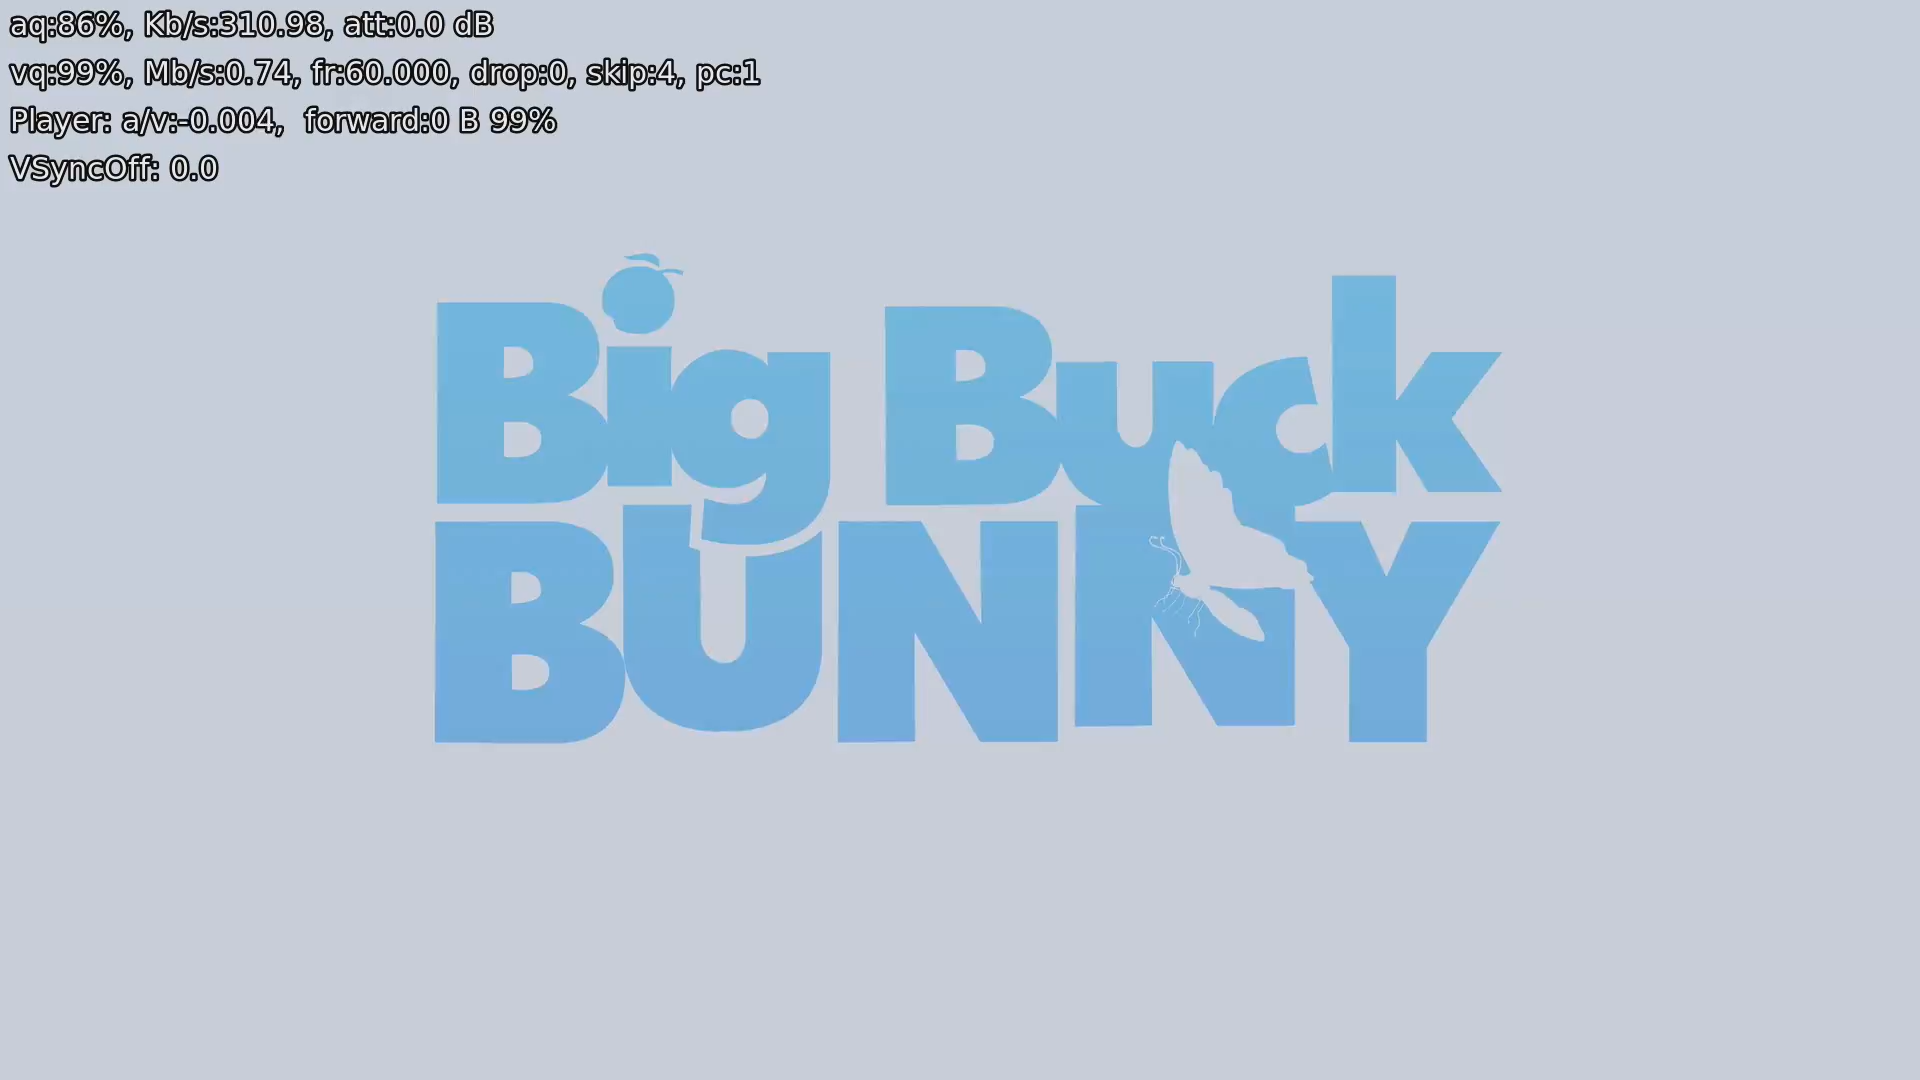 aq:86%, Kb/s:310.98, att:0.0 dB
vq:99%, Mb/s:0.74, fr:60.000, drop:0, skip:4, pc:1
Player: a/v:-0.004,  forward:0 B 99%
VSyncOff: 0.0
Big Buck
BUNNY